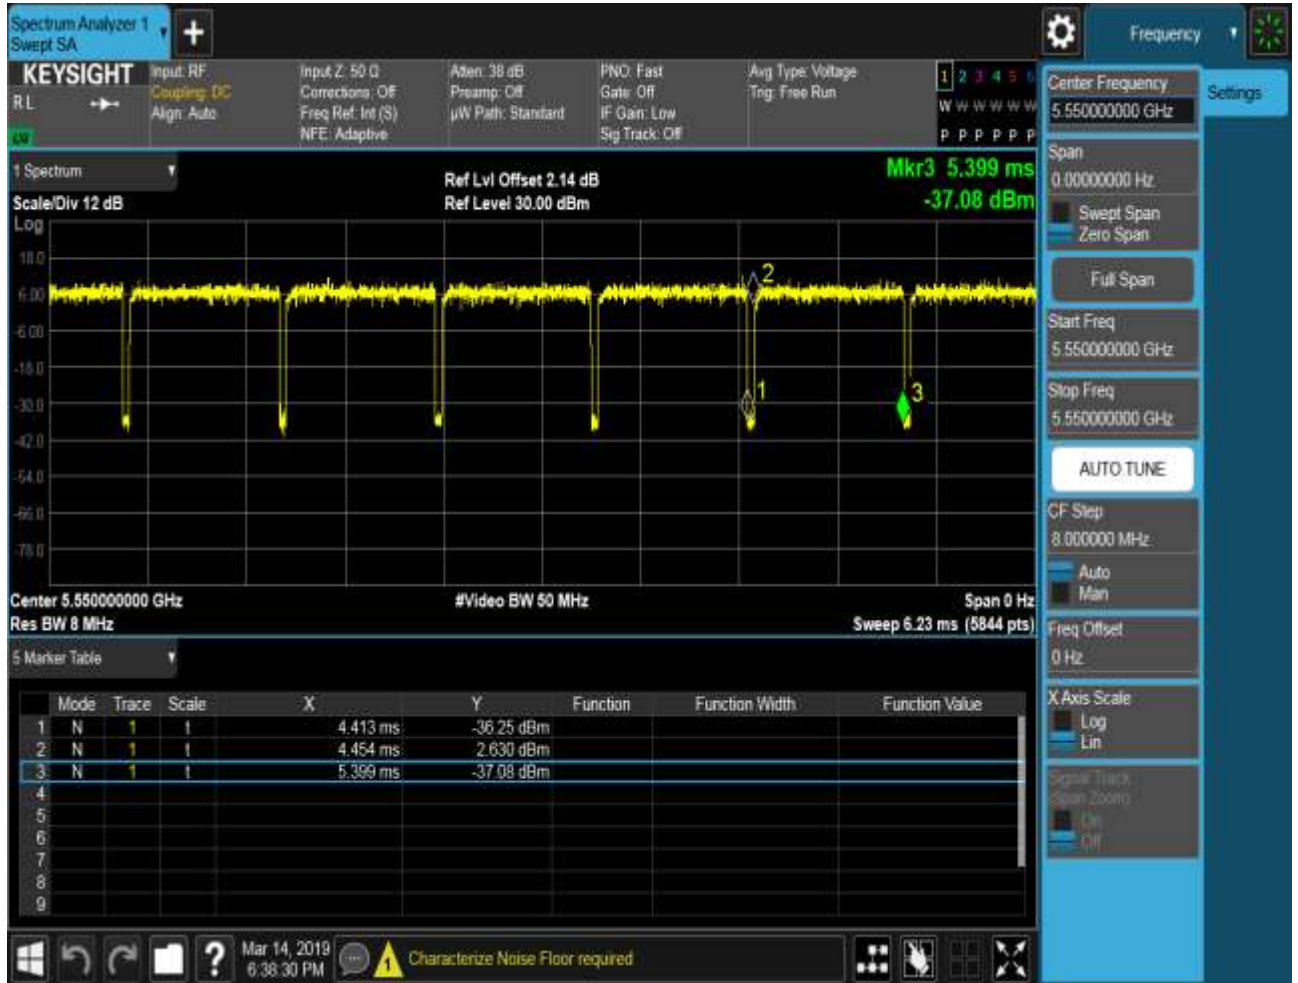 Spectrum Analyzer 1
Swept SA
+
Frequency
KEYSIGHT
RL
Input: RF
Coupling: DC
Align: Auto
Input Z: 50 Ω
Corrections: Off
Freq Ref: Int (S)
NFE: Adaptive
Atten: 38 dB
Preamp: Off
µW Path: Standard
PNO: Fast
Gate: Off
IF Gain: Low
Sig Track: Off
Avg Type: Voltage
Trig: Free Run
1 2 3 4 5 6
W W W W W W
P P P P P P
Center Frequency
5.550000000 GHz
Settings
Span
0.00000000 Hz
Swept Span
Zero Span
Full Span
Start Freq
5.550000000 GHz
Stop Freq
5.550000000 GHz
AUTO TUNE
CF Step
8.000000 MHz
Auto
Man
Freq Offset
0 Hz
X Axis Scale
Log
Lin
Signal Track
(Span Zoom)
On
Off
1 Spectrum
Scale/Div 12 dB
Ref Lvl Offset 2.14 dB
Ref Level 30.00 dBm
Mkr3 5.399 ms
-37.08 dBm
Log
18.0
6.00
-6.00
-18.0
-30.0
-42.0
-54.0
-66.0
-78.0
2
1
3
Center 5.550000000 GHz
#Video BW 50 MHz
Span 0 Hz
Res BW 8 MHz
Sweep 6.23 ms (5844 pts)
5 Marker Table
Mode Trace Scale X Y Function Function Width Function Value
1 N 1 t 4.413 ms -36.25 dBm
2 N 1 t 4.454 ms 2.630 dBm
3 N 1 t 5.399 ms -37.08 dBm
4
5
6
7
8
9
?
Mar 14, 2019
6:38:30 PM
1
Characterize Noise Floor required